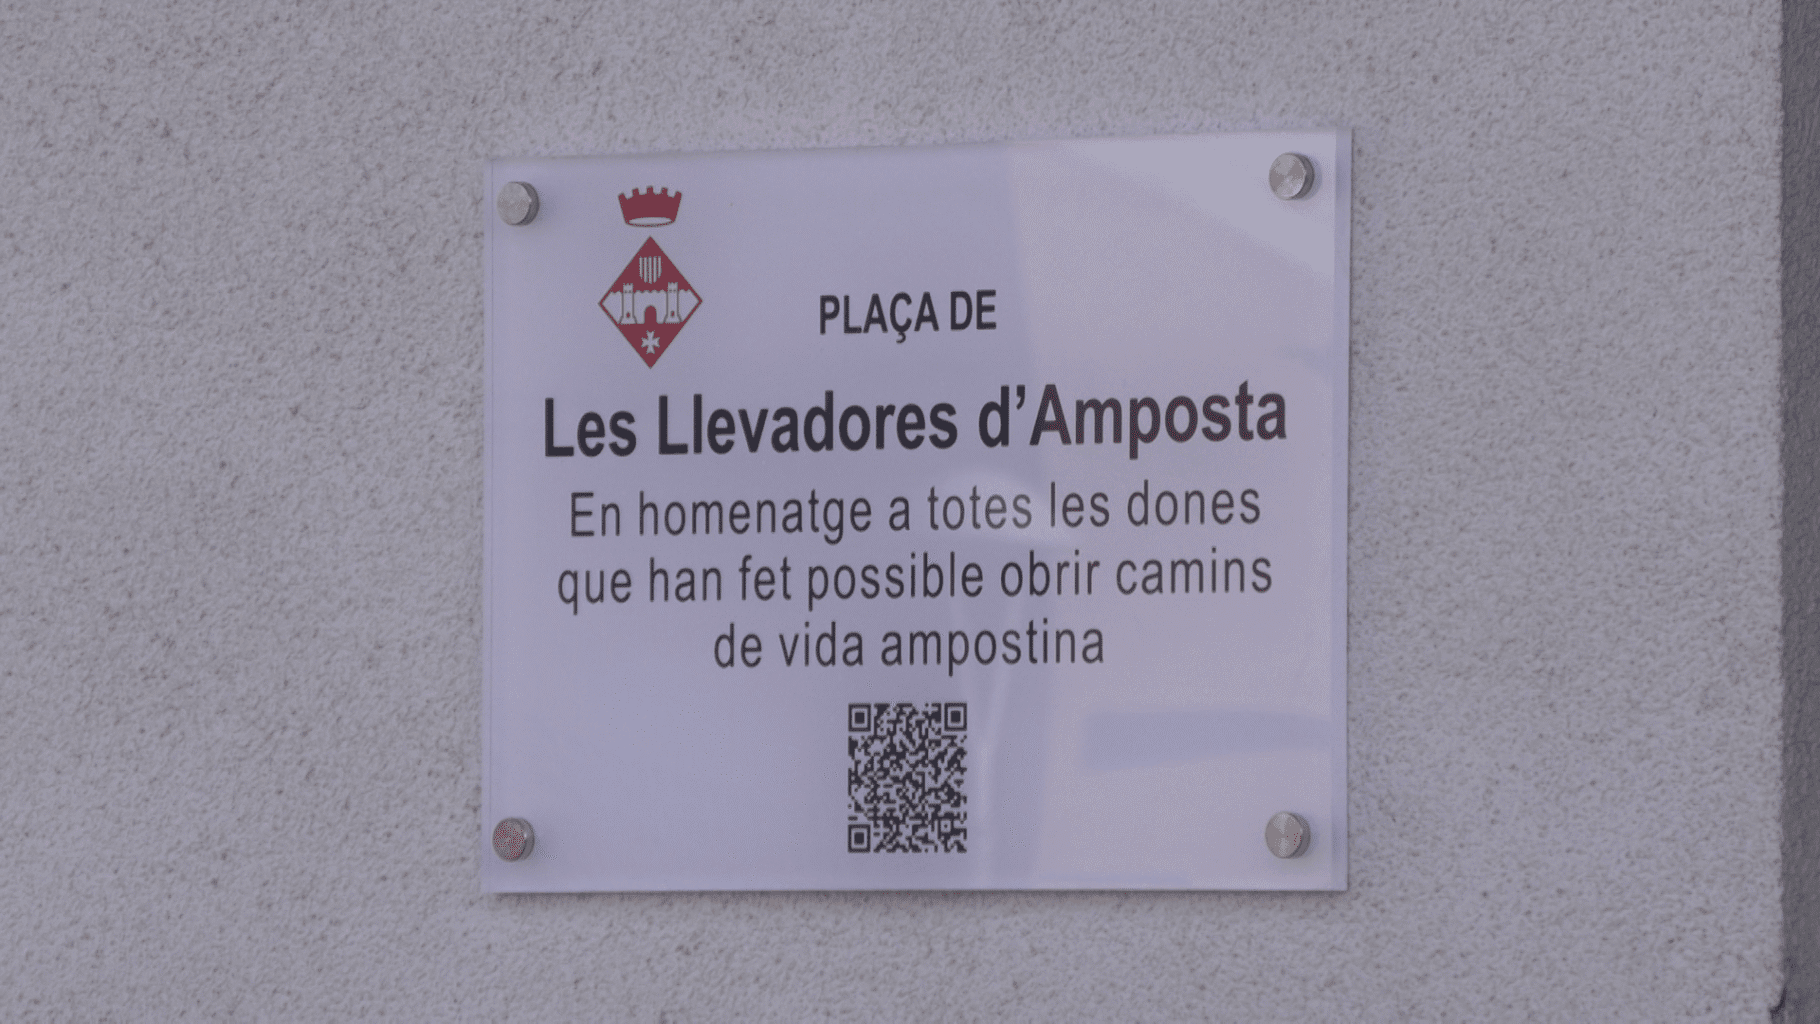 PLAÇA DE
Les Llevadores d'Amposta
En homenatge a totes les dones
que han fet possible obrir camins
de vida ampostina